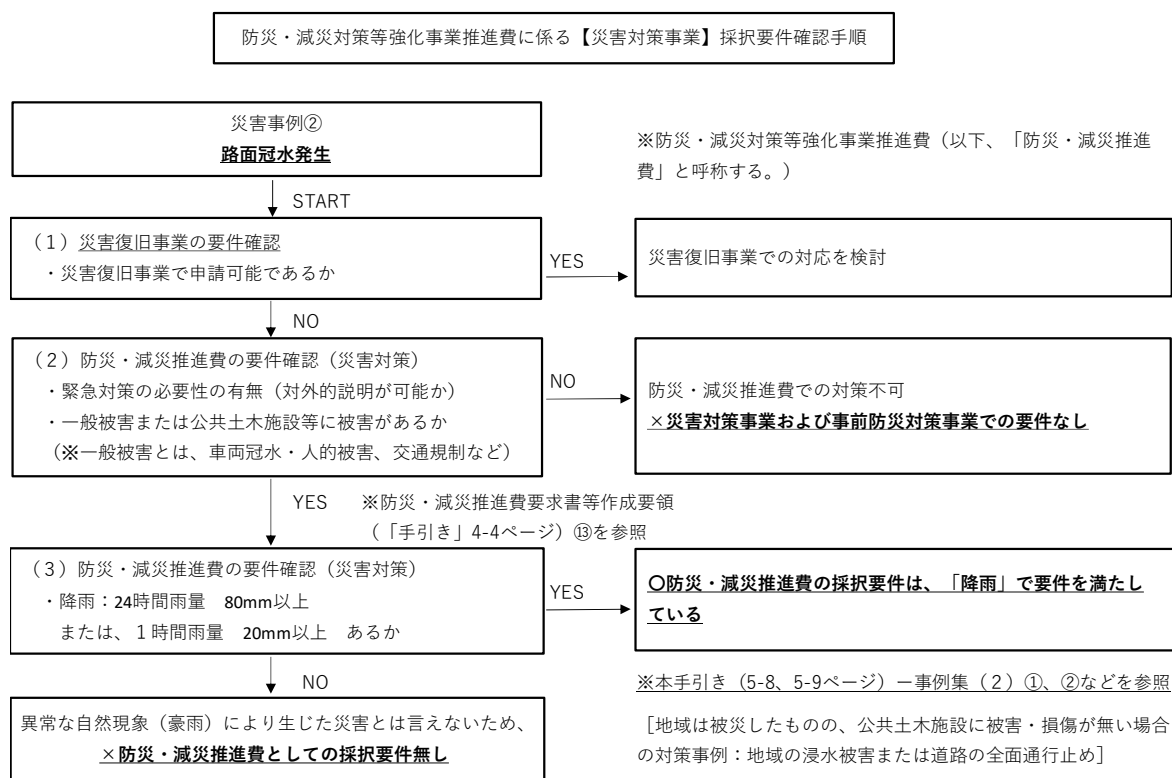 防災・減災対策等強化事業推進費に係る【災害対策事業】採択要件確認手順
災害事例②
路面冠水発生
※防災・減災対策等強化事業推進費（以下、「防災・減災推進
費」と呼称する。）
START
（1）災害復旧事業の要件確認
・災害復旧事業で申請可能であるか
YES
災害復旧事業での対応を検討
NO
（2）防災・減災推進費の要件確認（災害対策）
・緊急対策の必要性の有無（対外的説明が可能か）
・一般被害または公共土木施設等に被害があるか
（※一般被害とは、車両冠水・人的被害、交通規制など）
NO
防災・減災推進費での対策不可
×災害対策事業および事前防災対策事業での要件なし
YES ※防災・減災推進費要求書等作成要領
（「手引き」4-4ページ）⑬を参照
（3）防災・減災推進費の要件確認（災害対策）
・降雨：24時間雨量 80mm以上
または、１時間雨量 20mm以上 あるか
YES
〇防災・減災推進費の採択要件は、「降雨」で要件を満たし
ている
NO
※本手引き（5-8、5-9ページ）ー事例集（2）①、②などを参照
［地域は被災したものの、公共土木施設に被害・損傷が無い場合
の対策事例：地域の浸水被害または道路の全面通行止め］
異常な自然現象（豪雨）により生じた災害とは言えないため、
×防災・減災推進費としての採択要件無し